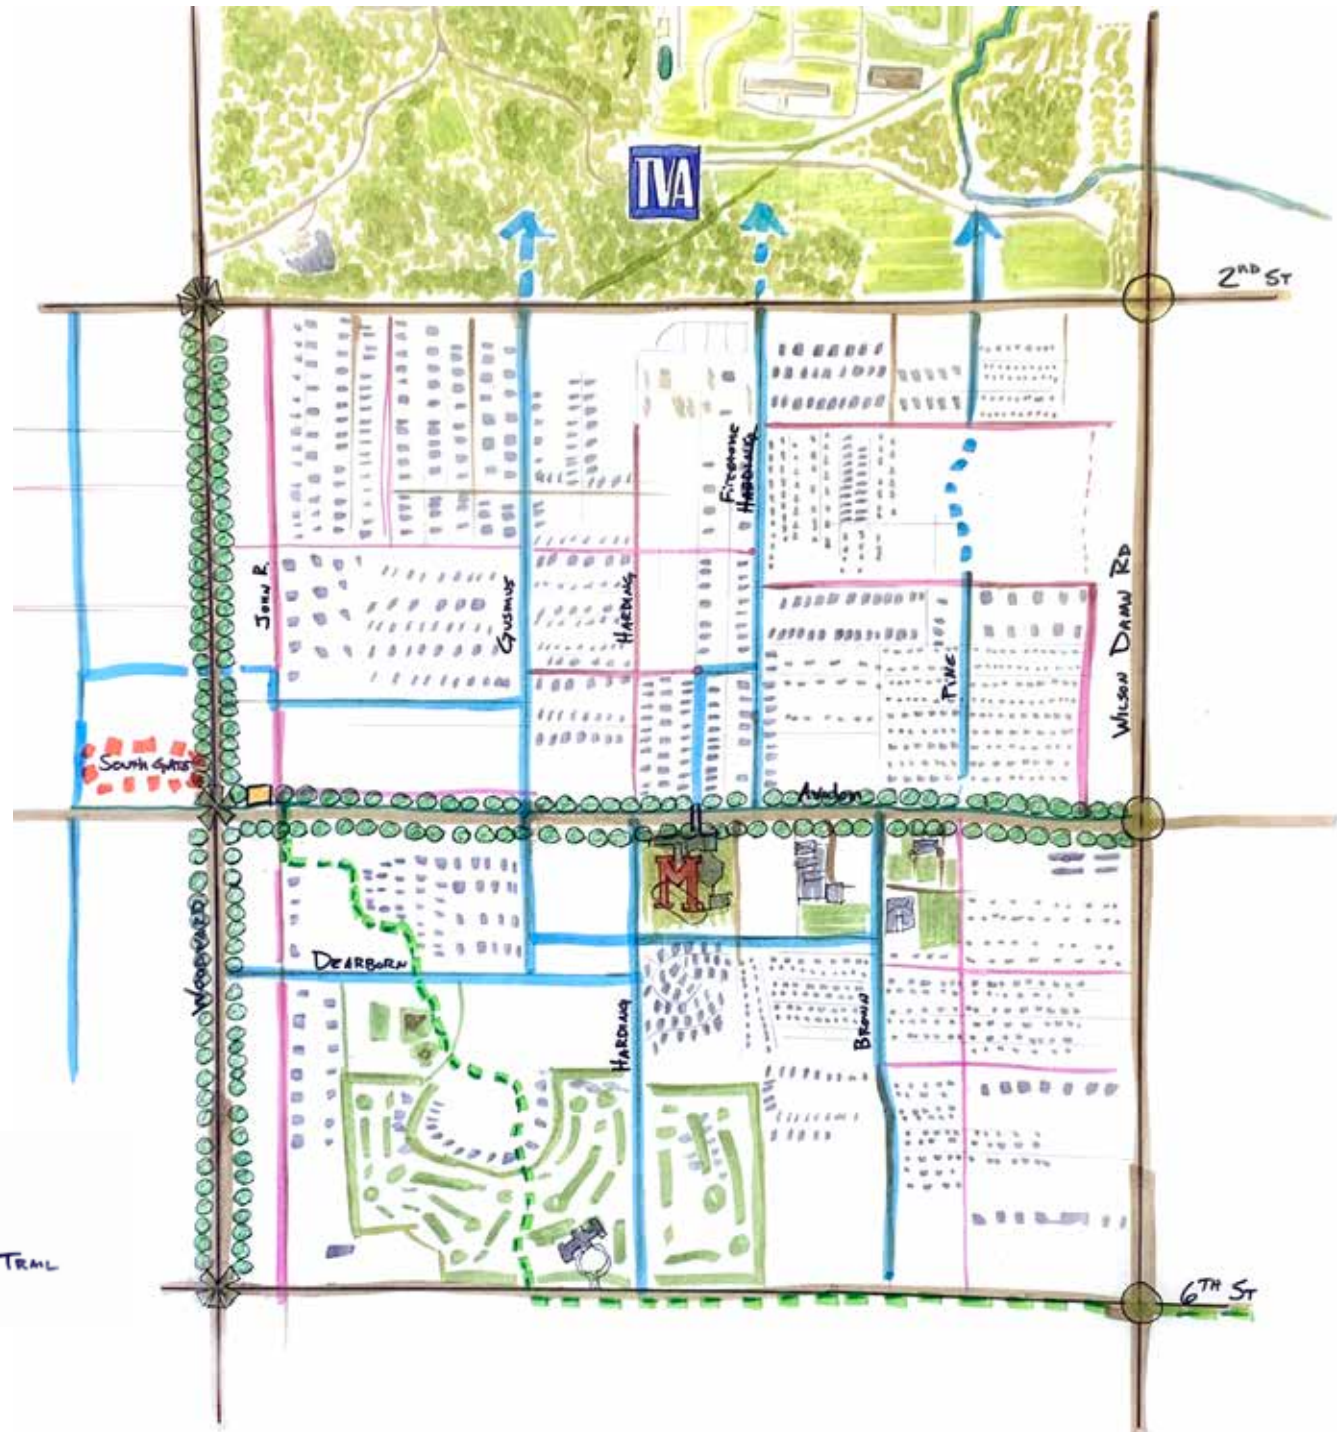 TVA
2ND ST
FIRESTONE
HARDING
JOHN R.
GUSMUS
HARDING
PINE
WILSON DAMN RD
SOUTH GATE
Avalon
M
WOODWARD
DEARBORN
HARDING
BROWN
TRAIL
6TH ST